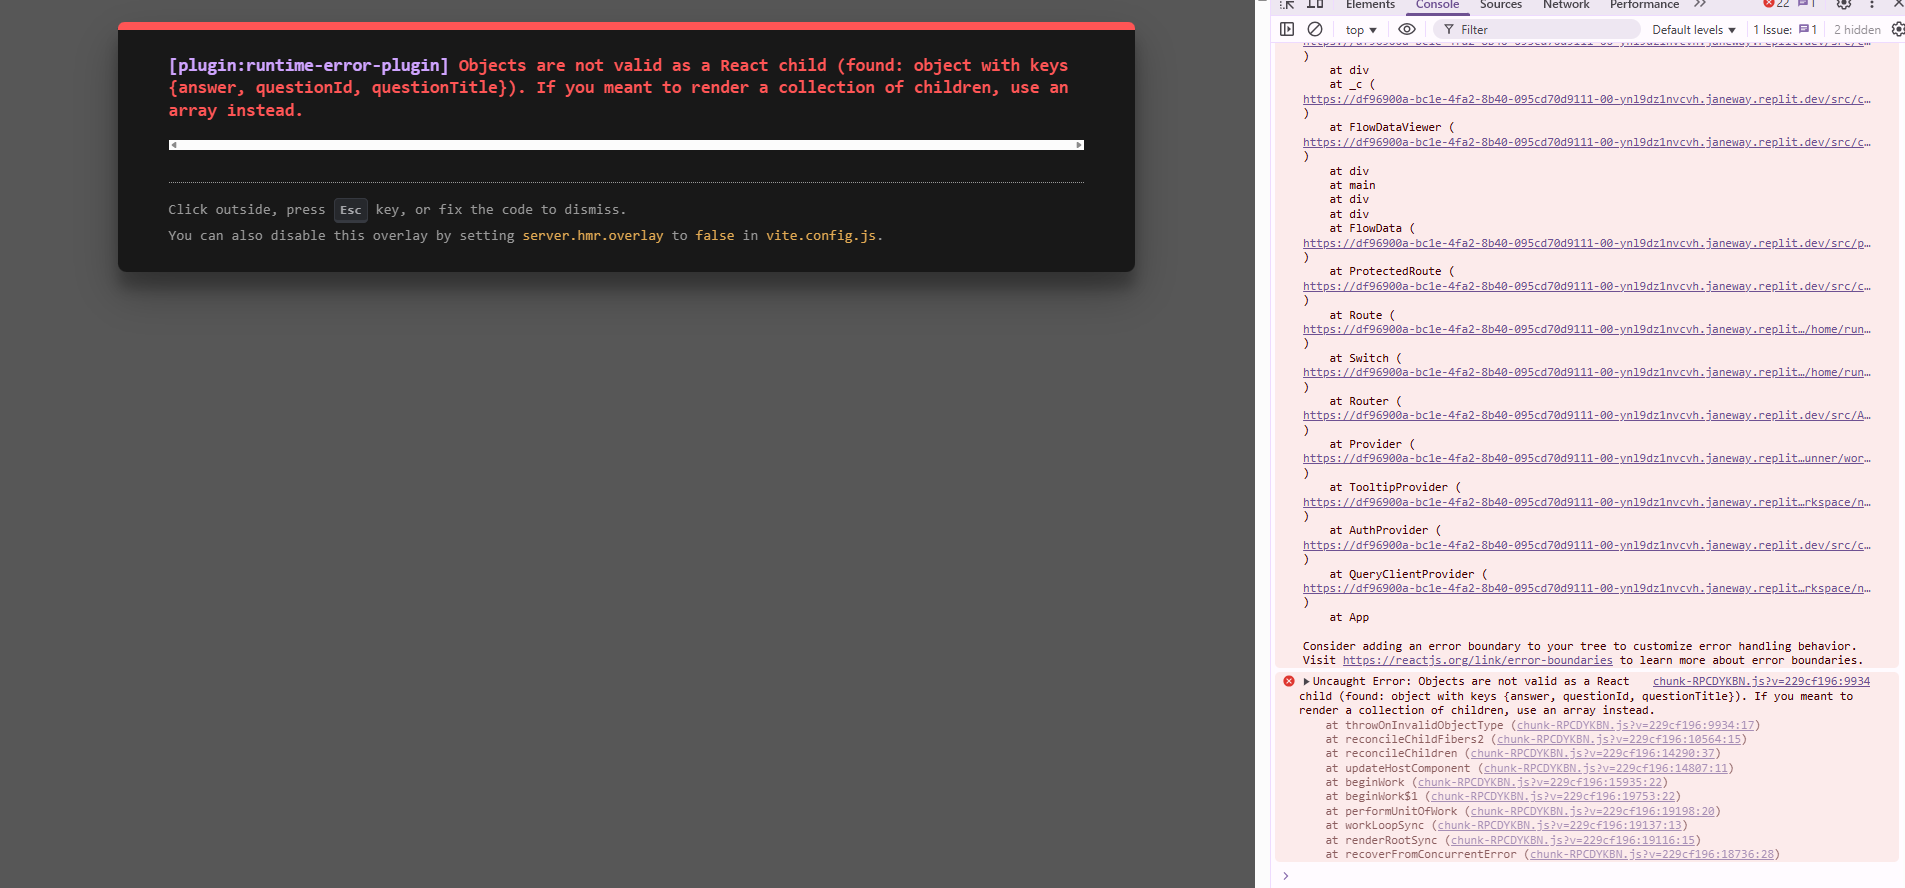 [plugin:runtime-error-plugin] Objects are not valid as a React child (found: object with keys
{answer, questionId, questionTitle}). If you meant to render a collection of children, use an
array instead.
Click outside, press Esc key, or fix the code to dismiss.
You can also disable this overlay by setting server.hmr.overlay to false in vite.config.js.
Elements Console Sources Network Performance >> 22 1
top Filter Default levels 1 Issue: 1 2 hidden
https://df96900a-bc1e-4fa2-8b40-095cd70d9111-00-ynl9dz1nvcvh.janeway.replit.dev/src/c…
)
at div
at _c (
https://df96900a-bc1e-4fa2-8b40-095cd70d9111-00-ynl9dz1nvcvh.janeway.replit.dev/src/c…
)
at FlowDataViewer (
https://df96900a-bc1e-4fa2-8b40-095cd70d9111-00-ynl9dz1nvcvh.janeway.replit.dev/src/c…
)
at div
at main
at div
at div
at FlowData (
https://df96900a-bc1e-4fa2-8b40-095cd70d9111-00-ynl9dz1nvcvh.janeway.replit.dev/src/p…
)
at ProtectedRoute (
https://df96900a-bc1e-4fa2-8b40-095cd70d9111-00-ynl9dz1nvcvh.janeway.replit.dev/src/c…
)
at Route (
https://df96900a-bc1e-4fa2-8b40-095cd70d9111-00-ynl9dz1nvcvh.janeway.replit…/home/run…
)
at Switch (
https://df96900a-bc1e-4fa2-8b40-095cd70d9111-00-ynl9dz1nvcvh.janeway.replit…/home/run…
)
at Router (
https://df96900a-bc1e-4fa2-8b40-095cd70d9111-00-ynl9dz1nvcvh.janeway.replit.dev/src/A…
)
at Provider (
https://df96900a-bc1e-4fa2-8b40-095cd70d9111-00-ynl9dz1nvcvh.janeway.replit…unner/wor…
)
at TooltipProvider (
https://df96900a-bc1e-4fa2-8b40-095cd70d9111-00-ynl9dz1nvcvh.janeway.replit…rkspace/n…
)
at AuthProvider (
https://df96900a-bc1e-4fa2-8b40-095cd70d9111-00-ynl9dz1nvcvh.janeway.replit.dev/src/c…
)
at QueryClientProvider (
https://df96900a-bc1e-4fa2-8b40-095cd70d9111-00-ynl9dz1nvcvh.janeway.replit…rkspace/n…
)
at App
Consider adding an error boundary to your tree to customize error handling behavior.
Visit https://reactjs.org/link/error-boundaries to learn more about error boundaries.
Uncaught Error: Objects are not valid as a React chunk-RPCDYKBN.js?v=229cf196:9934
child (found: object with keys {answer, questionId, questionTitle}). If you meant to
render a collection of children, use an array instead.
at throwOnInvalidObjectType (chunk-RPCDYKBN.js?v=229cf196:9934:17)
at reconcileChildFibers2 (chunk-RPCDYKBN.js?v=229cf196:10564:15)
at reconcileChildren (chunk-RPCDYKBN.js?v=229cf196:14290:37)
at updateHostComponent (chunk-RPCDYKBN.js?v=229cf196:14807:11)
at beginWork (chunk-RPCDYKBN.js?v=229cf196:15935:22)
at beginWork$1 (chunk-RPCDYKBN.js?v=229cf196:19753:22)
at performUnitOfWork (chunk-RPCDYKBN.js?v=229cf196:19198:20)
at workLoopSync (chunk-RPCDYKBN.js?v=229cf196:19137:13)
at renderRootSync (chunk-RPCDYKBN.js?v=229cf196:19116:15)
at recoverFromConcurrentError (chunk-RPCDYKBN.js?v=229cf196:18736:28)